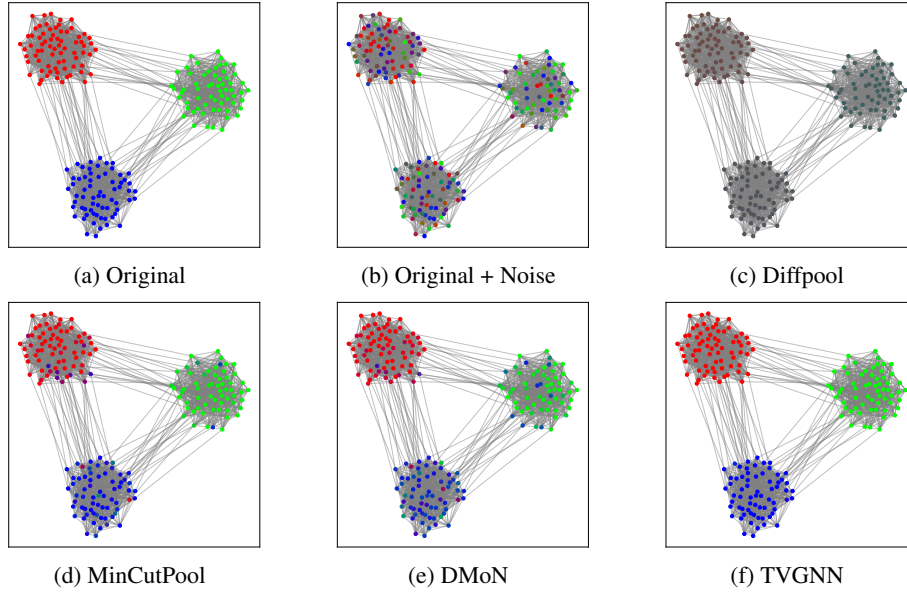 (a) Original
(b) Original + Noise
(c) Diffpool
(d) MinCutPool
(e) DMoN
(f) TVGNN